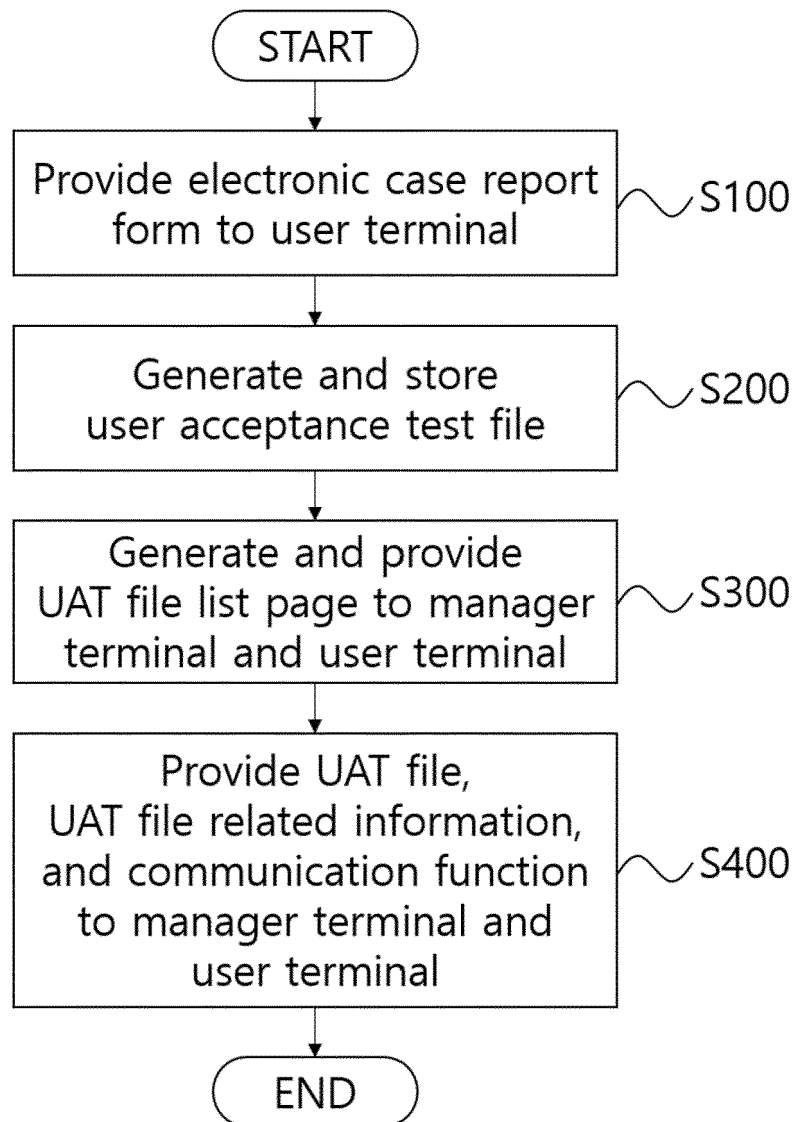 START
Provide electronic case report
form to user terminal
S100
Generate and store
user acceptance test file
S200
Generate and provide
UAT file list page to manager
terminal and user terminal
S300
Provide UAT file,
UAT file related information,
and communication function
to manager terminal and
user terminal
S400
END